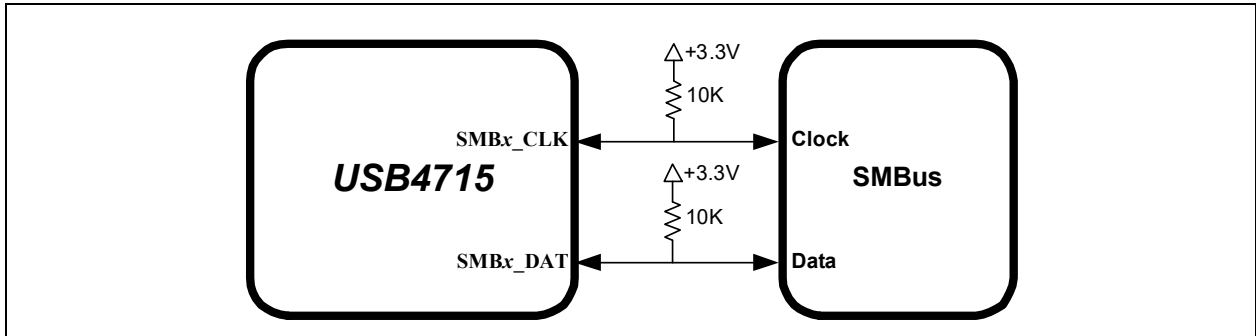 +3.3V
10K
SMBx_CLK
Clock
USB4715
+3.3V
SMBus
10K
SMBx_DAT
Data